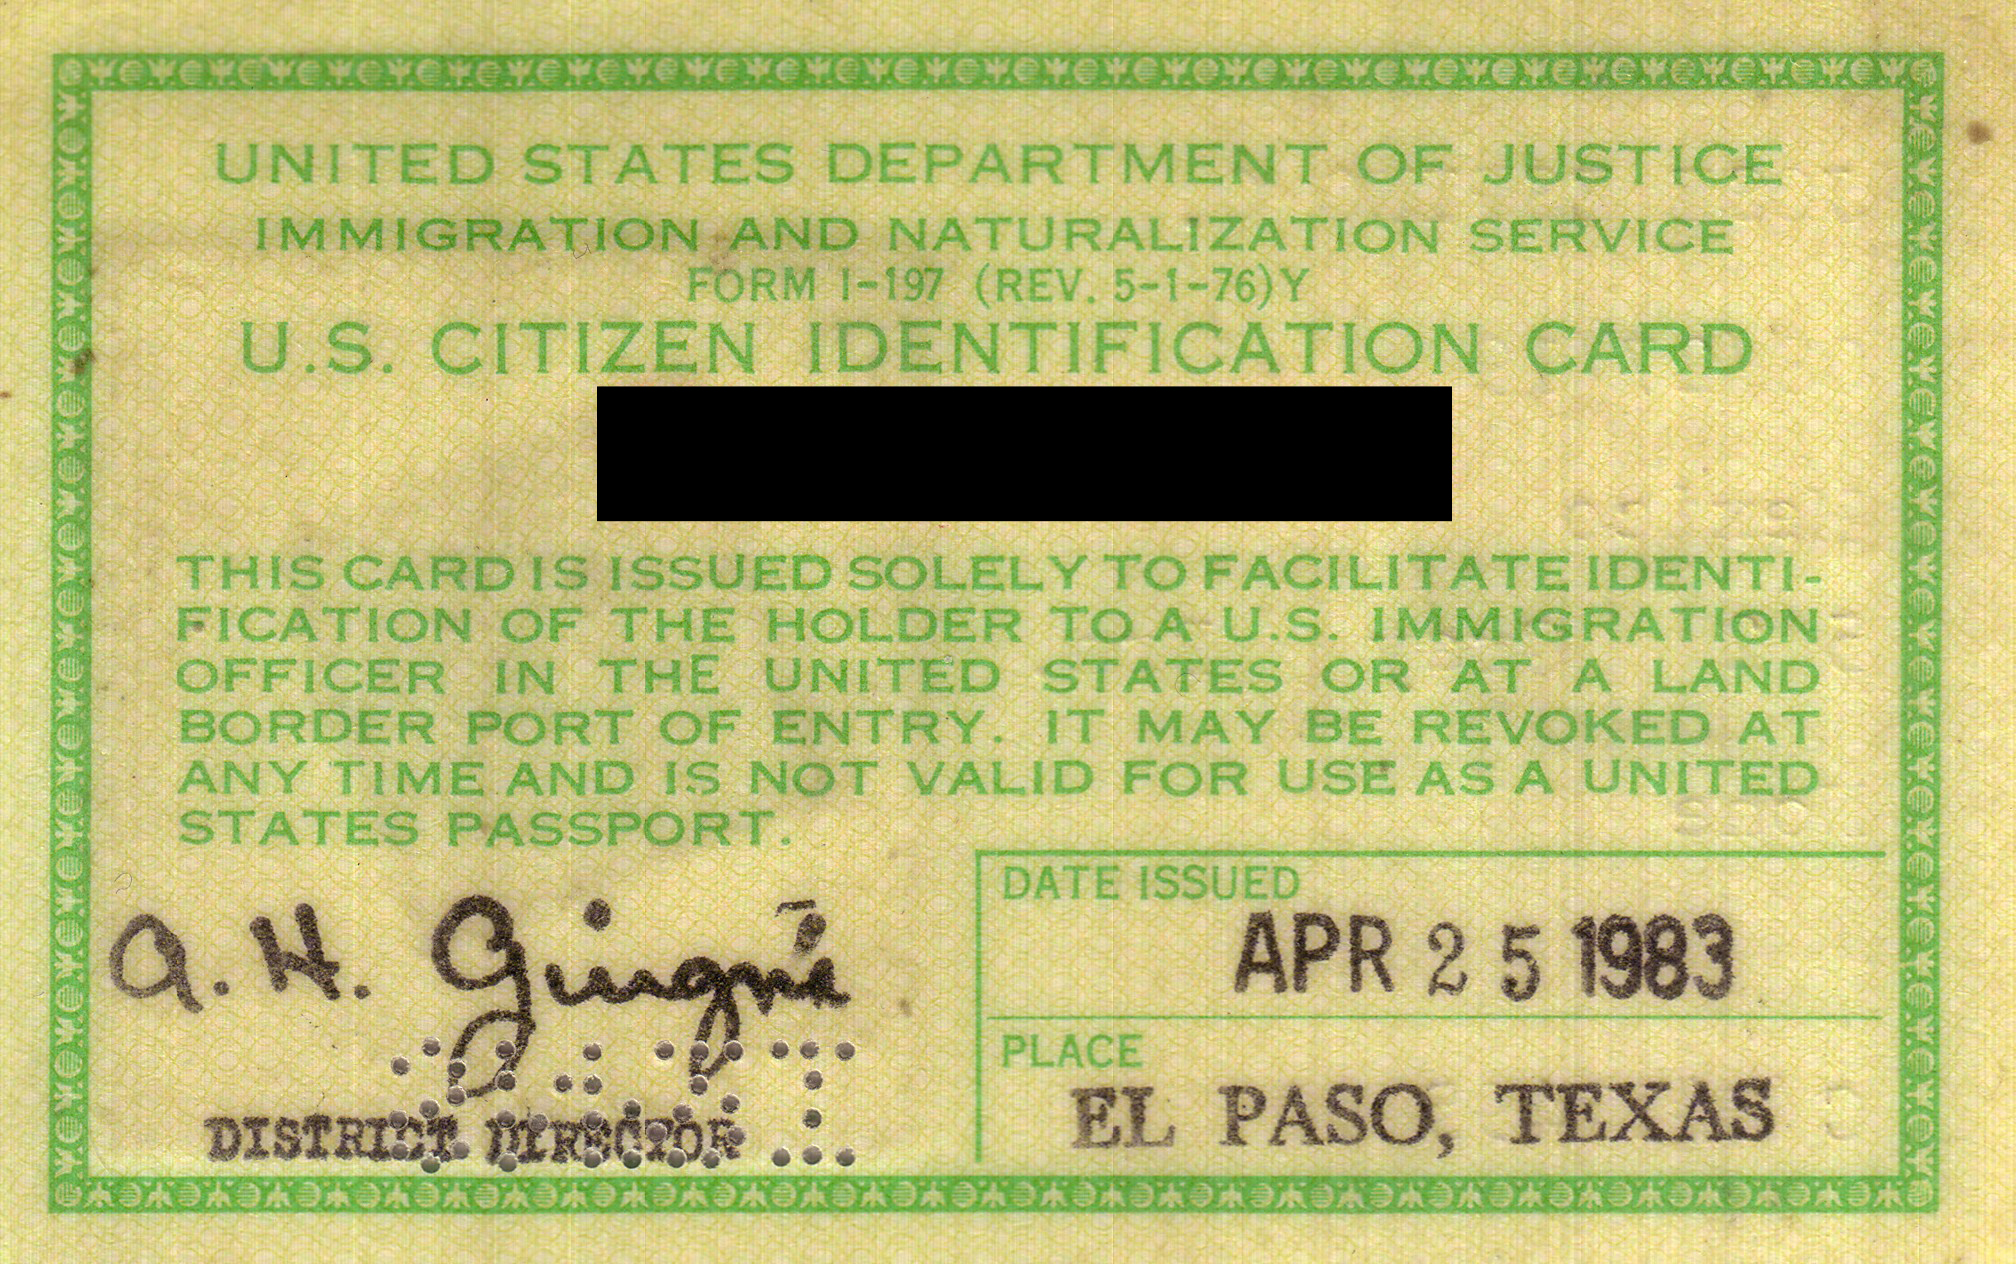 UNITED STATES DEPARTMENT OF JUSTICE
IMMIGRATION AND NATURALIZATION SERVICE
FORM I-197 (REV. 5-1-76)Y
U.S. CITIZEN IDENTIFICATION CARD
THIS CARD IS ISSUED SOLELY TO FACILITATE IDENTI-
FICATION OF THE HOLDER TO A U.S. IMMIGRATION
OFFICER IN THE UNITED STATES OR AT A LAND
BORDER PORT OF ENTRY. IT MAY BE REVOKED AT
ANY TIME AND IS NOT VALID FOR USE AS A UNITED
STATES PASSPORT.
DATE ISSUED
APR 25 1983
A. H.
PLACE
EL PASO, TEXAS
DISTRICT DIRECTOR